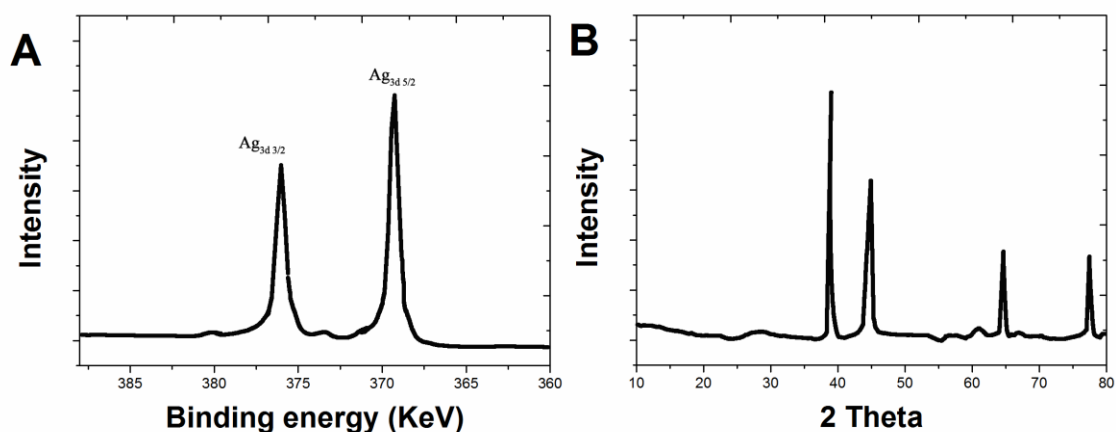 A
Ag3d 5/2
Ag3d 3/2
Intensity
385 380 375 370 365 360
Binding energy (KeV)
B
Intensity
10 20 30 40 50 60 70 80
2 Theta